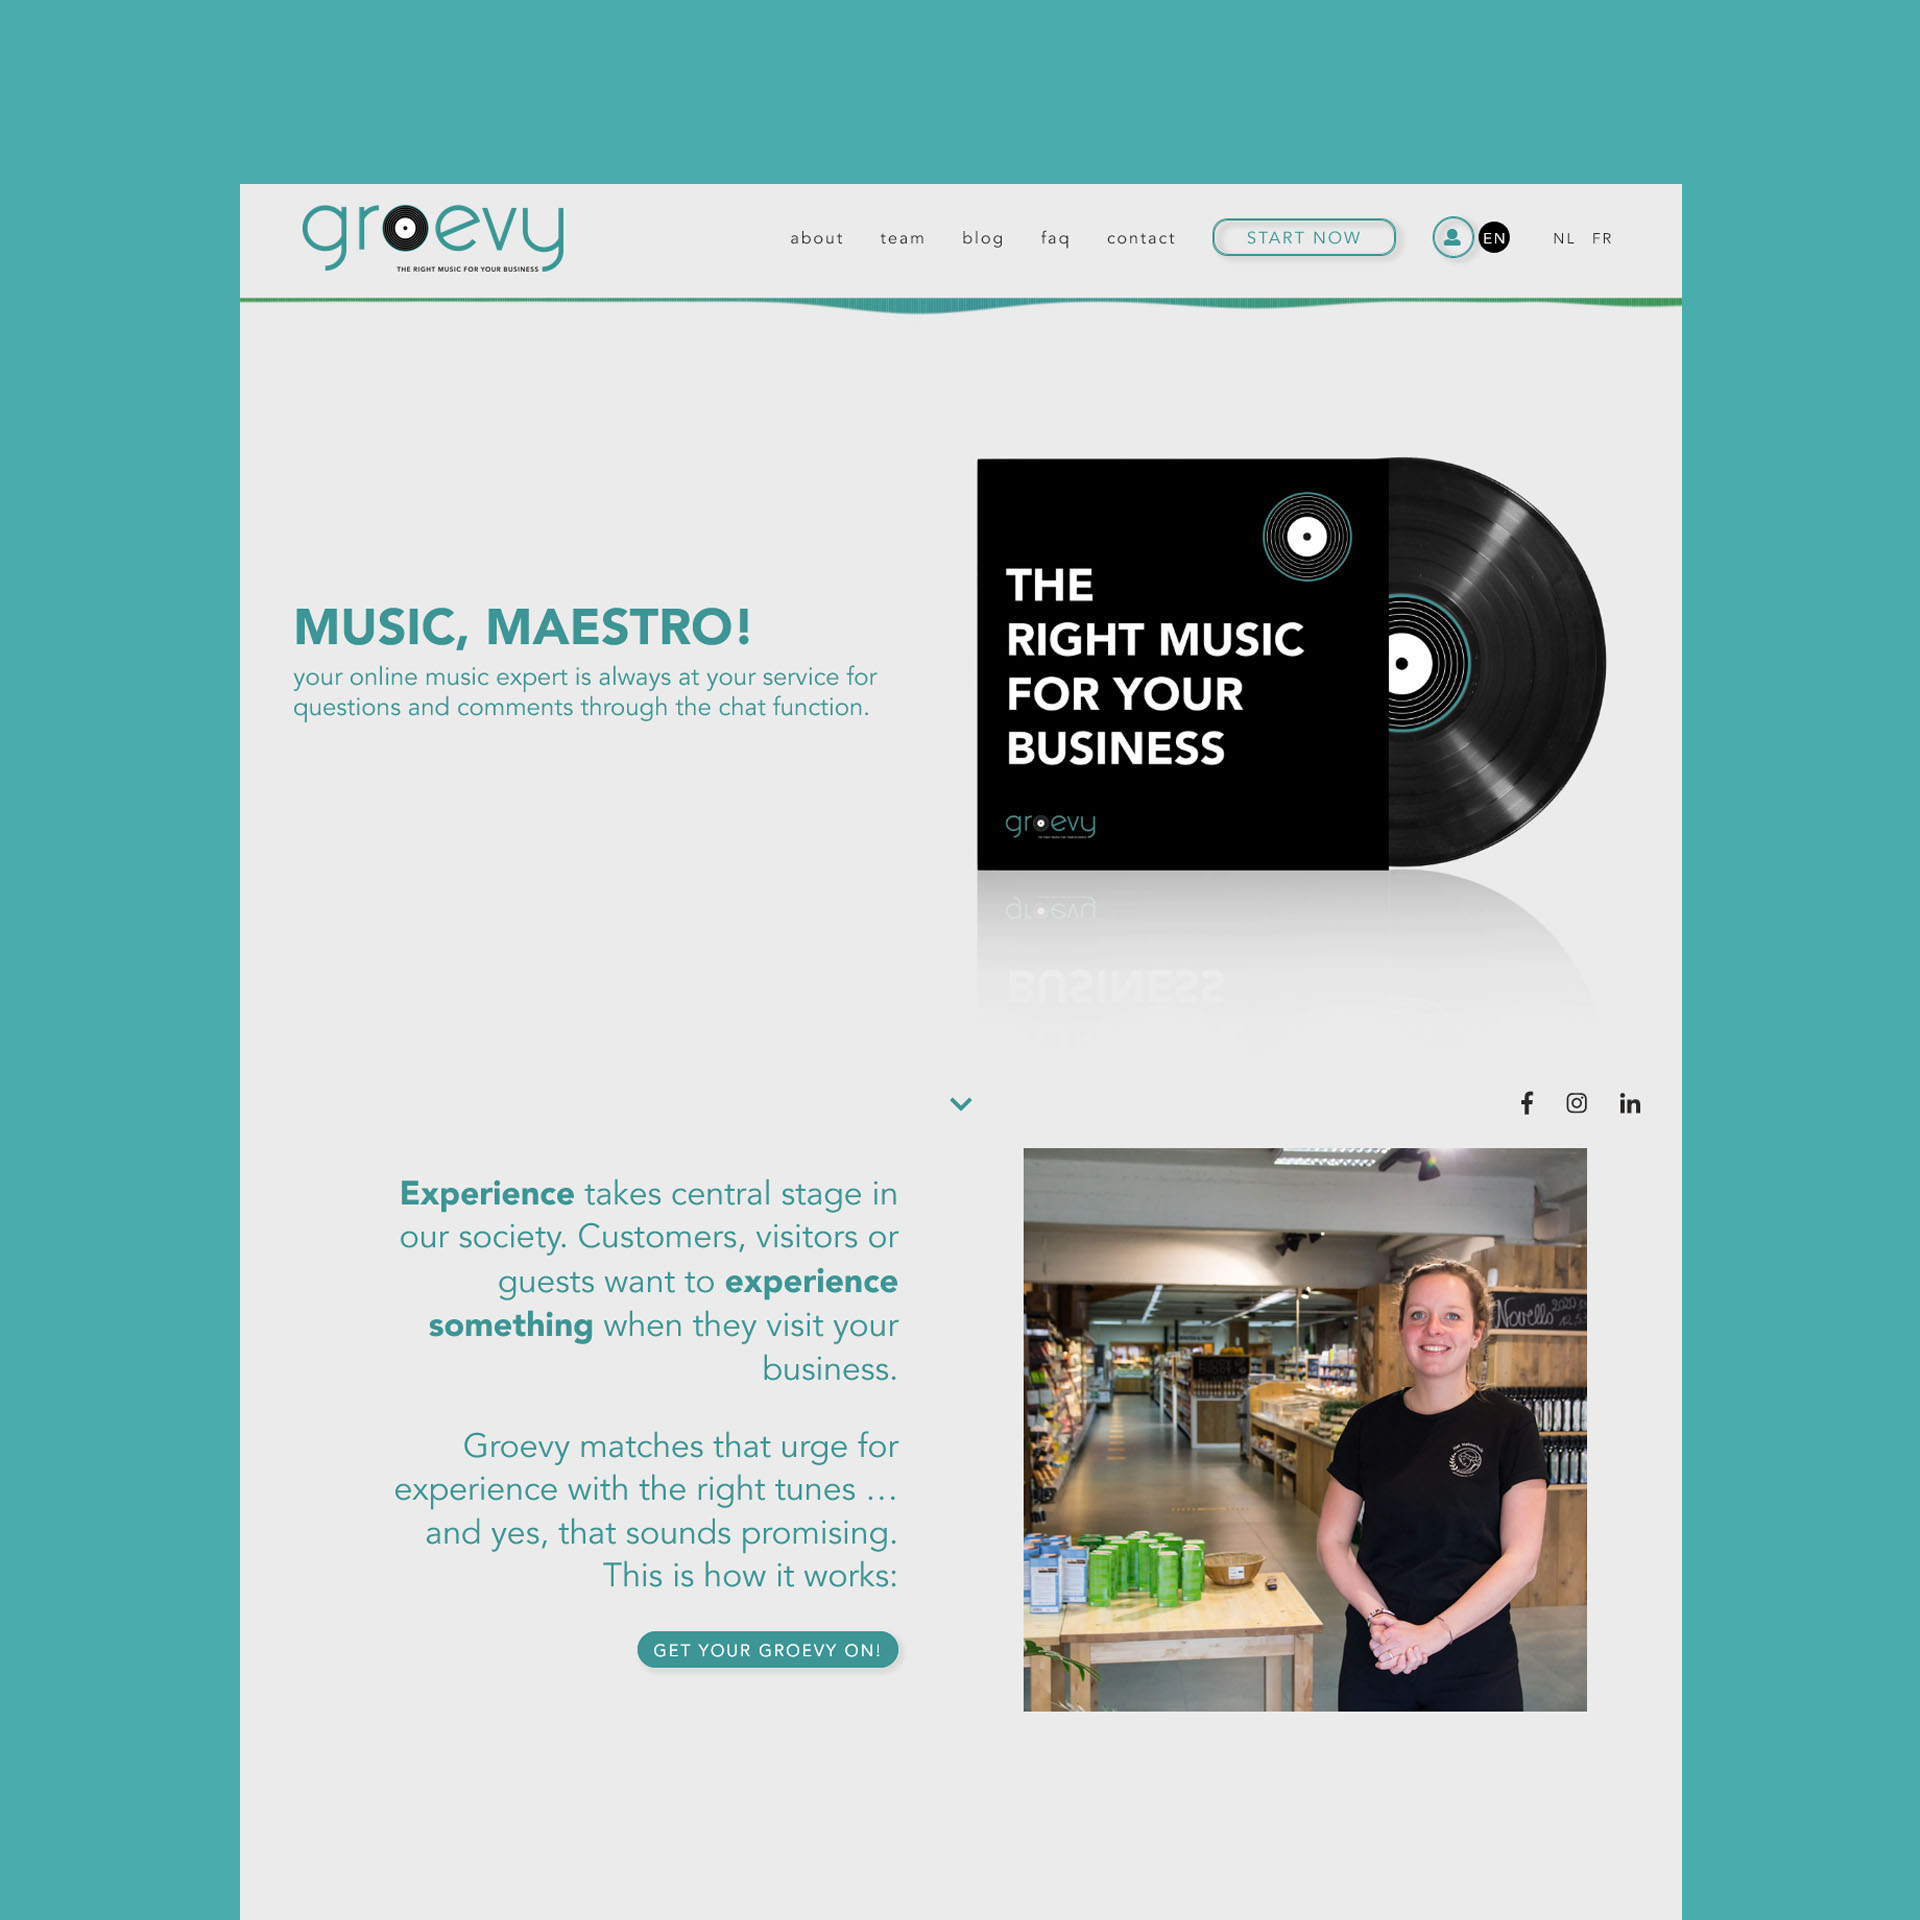 groevy
THE RIGHT MUSIC FOR YOUR BUSINESS
about team blog faq contact START NOW EN NL FR
MUSIC, MAESTRO!
your online music expert is always at your service for
questions and comments through the chat function.
THE
RIGHT MUSIC
FOR YOUR
BUSINESS
groevy
Experience takes central stage in
our society. Customers, visitors or
guests want to experience
something when they visit your
business.
Groevy matches that urge for
experience with the right tunes …
and yes, that sounds promising.
This is how it works:
GET YOUR GROEVY ON!
Novello 2020